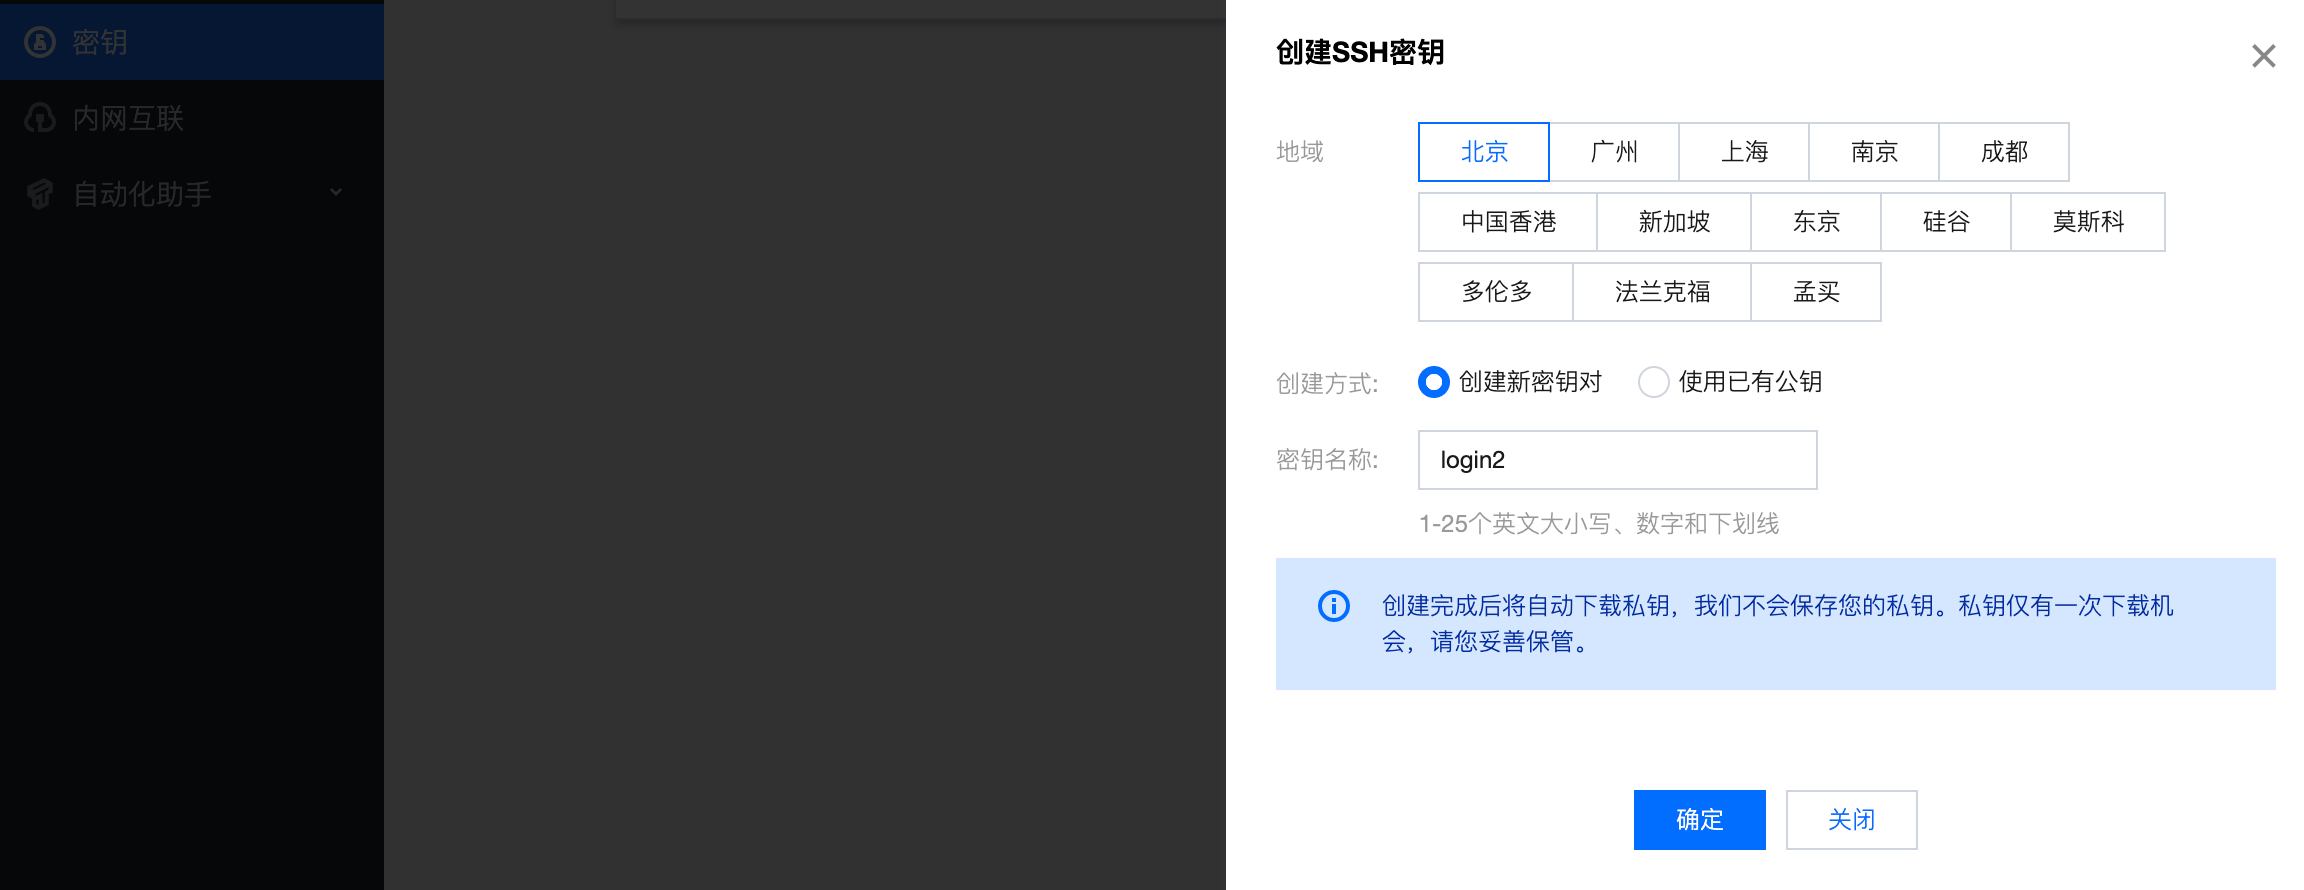 密钥
内网互联
自动化助手
创建SSH密钥
地域
北京 广州 上海 南京 成都
中国香港 新加坡 东京 硅谷 莫斯科
多伦多 法兰克福 孟买
创建方式: 创建新密钥对 使用已有公钥
密钥名称: login2
1-25个英文大小写、数字和下划线
创建完成后将自动下载私钥，我们不会保存您的私钥。私钥仅有一次下载机
会，请您妥善保管。
确定 关闭